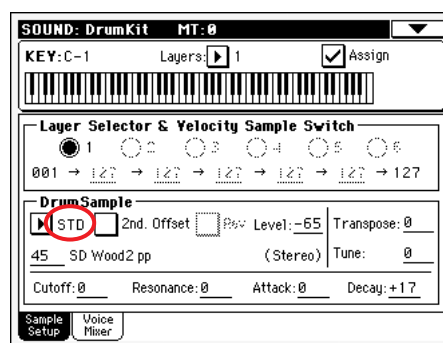 SOUND: DrumKit MT:0
KEY:C-1 Layers: 1 Assign
Layer Selector & Velocity Sample Switch
1 2 3 4 5 6
001 → 127 → 127 → 127 → 127 → 127 → 127
DrumSample
STD 2nd. Offset Rev Level:-65 Transpose:0
45 SD Wood2 pp (Stereo) Tune: 0
Cutoff:0 Resonance:0 Attack:0 Decay:+17
Sample Setup Voice Mixer